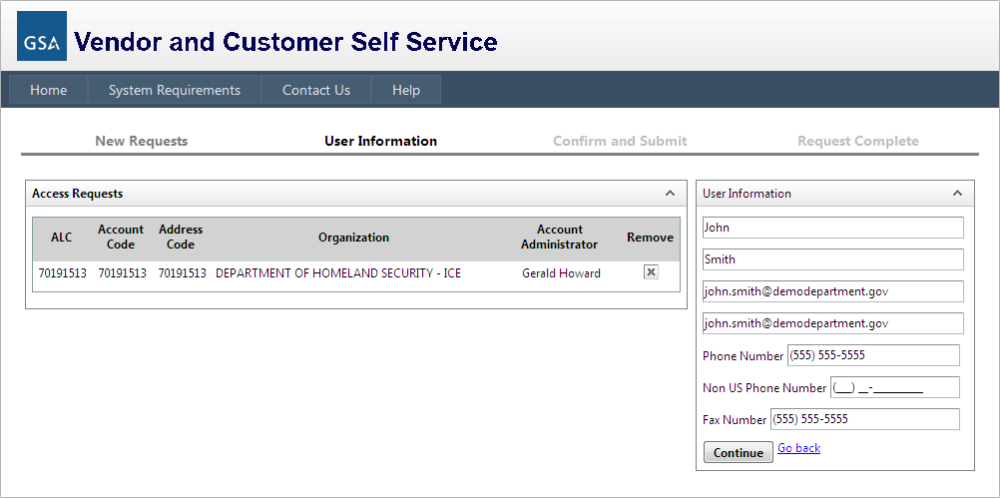 GSA Vendor and Customer Self Service
Home System Requirements Contact Us Help
New Requests User Information Confirm and Submit Request Complete
Access Requests
ALC Account Code Address Code Organization Account Administrator Remove
70191513 70191513 70191513 DEPARTMENT OF HOMELAND SECURITY - ICE Gerald Howard
User Information
John
Smith
john.smith@demodepartment.gov
john.smith@demodepartment.gov
Phone Number (555) 555-5555
Non US Phone Number (___) __-_________
Fax Number (555) 555-5555
Continue Go back